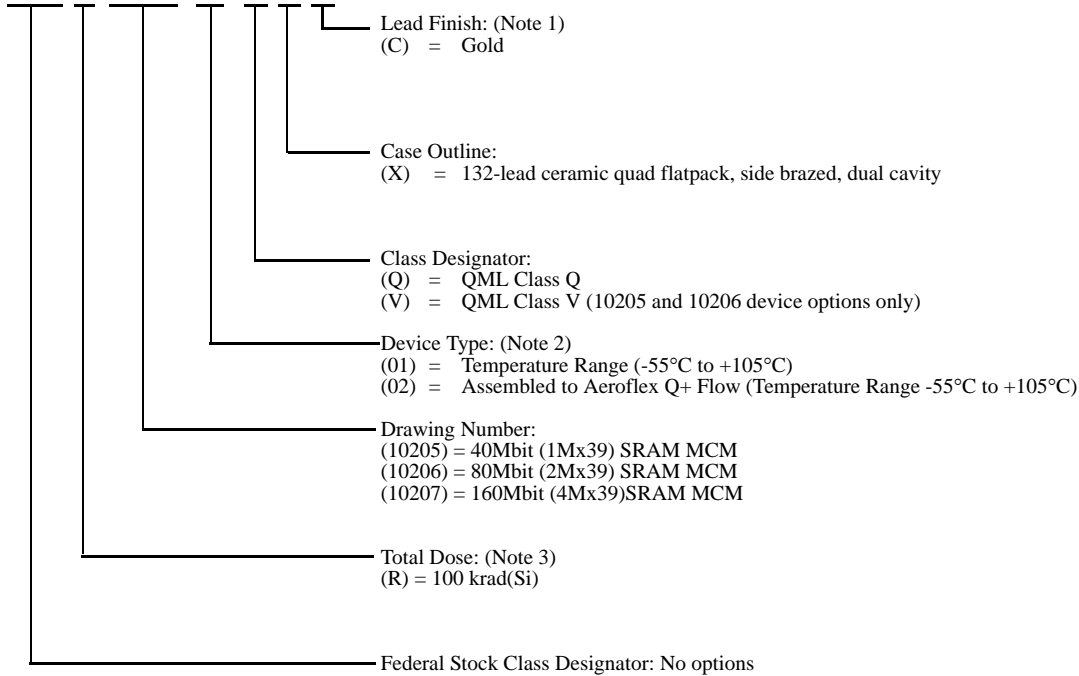 Lead Finish: (Note 1)
(C) = Gold
Case Outline:
(X) = 132-lead ceramic quad flatpack, side brazed, dual cavity
Class Designator:
(Q) = QML Class Q
(V) = QML Class V (10205 and 10206 device options only)
Device Type: (Note 2)
(01) = Temperature Range (-55°C to +105°C)
(02) = Assembled to Aeroflex Q+ Flow (Temperature Range -55°C to +105°C)
Drawing Number:
(10205) = 40Mbit (1Mx39) SRAM MCM
(10206) = 80Mbit (2Mx39) SRAM MCM
(10207) = 160Mbit (4Mx39)SRAM MCM
Total Dose: (Note 3)
(R) = 100 krad(Si)
Federal Stock Class Designator: No options